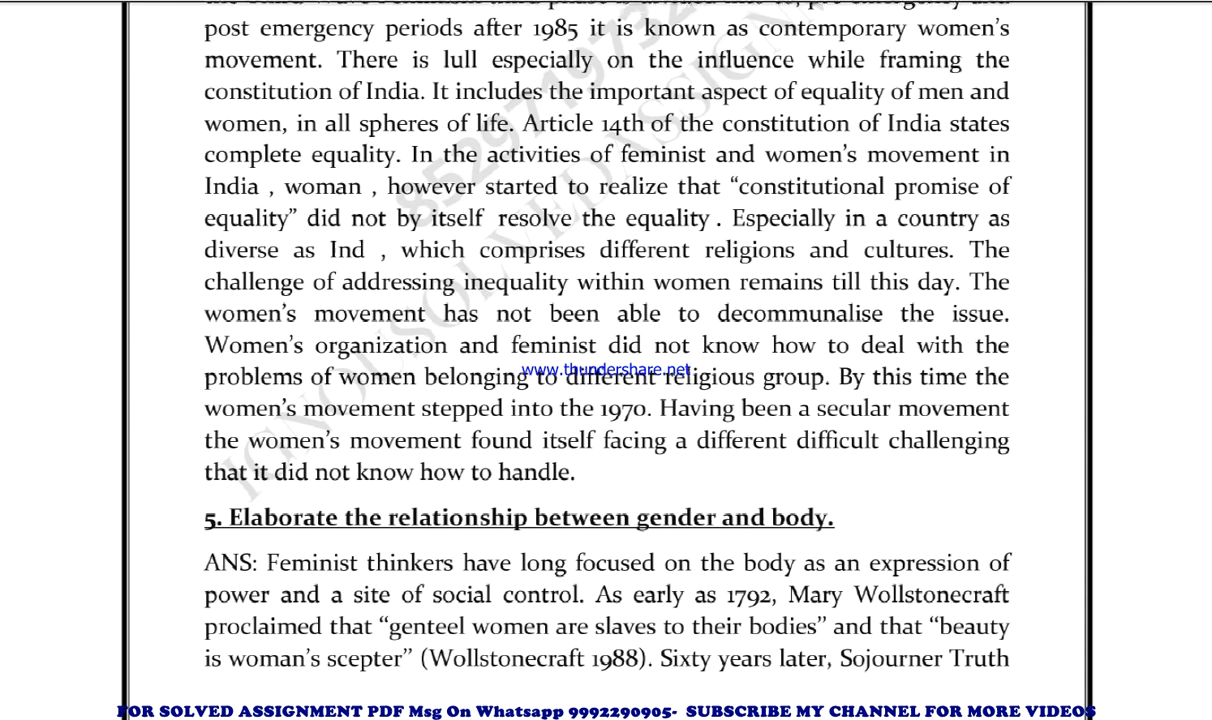 post emergency periods after 1985 it is known as contemporary women's
movement. There is lull especially on the influence while framing the
constitution of India. It includes the important aspect of equality of men and
women, in all spheres of life. Article 14th of the constitution of India states
complete equality. In the activities of feminist and women's movement in
India , woman , however started to realize that “constitutional promise of
equality” did not by itself resolve the equality . Especially in a country as
diverse as Ind , which comprises different religions and cultures. The
challenge of addressing inequality within women remains till this day. The
women's movement has not been able to decommunalise the issue.
Women's organization and feminist did not know how to deal with the
www.thundershare.net
problems of women belonging to different religious group. By this time the
women's movement stepped into the 1970. Having been a secular movement
the women's movement found itself facing a different difficult challenging
that it did not know how to handle.
5. Elaborate the relationship between gender and body.
ANS: Feminist thinkers have long focused on the body as an expression of
power and a site of social control. As early as 1792, Mary Wollstonecraft
proclaimed that “genteel women are slaves to their bodies” and that “beauty
is woman's scepter” (Wollstonecraft 1988). Sixty years later, Sojourner Truth
FOR SOLVED ASSIGNMENT PDF Msg On Whatsapp 9992290905- SUBSCRIBE MY CHANNEL FOR MORE VIDEOS